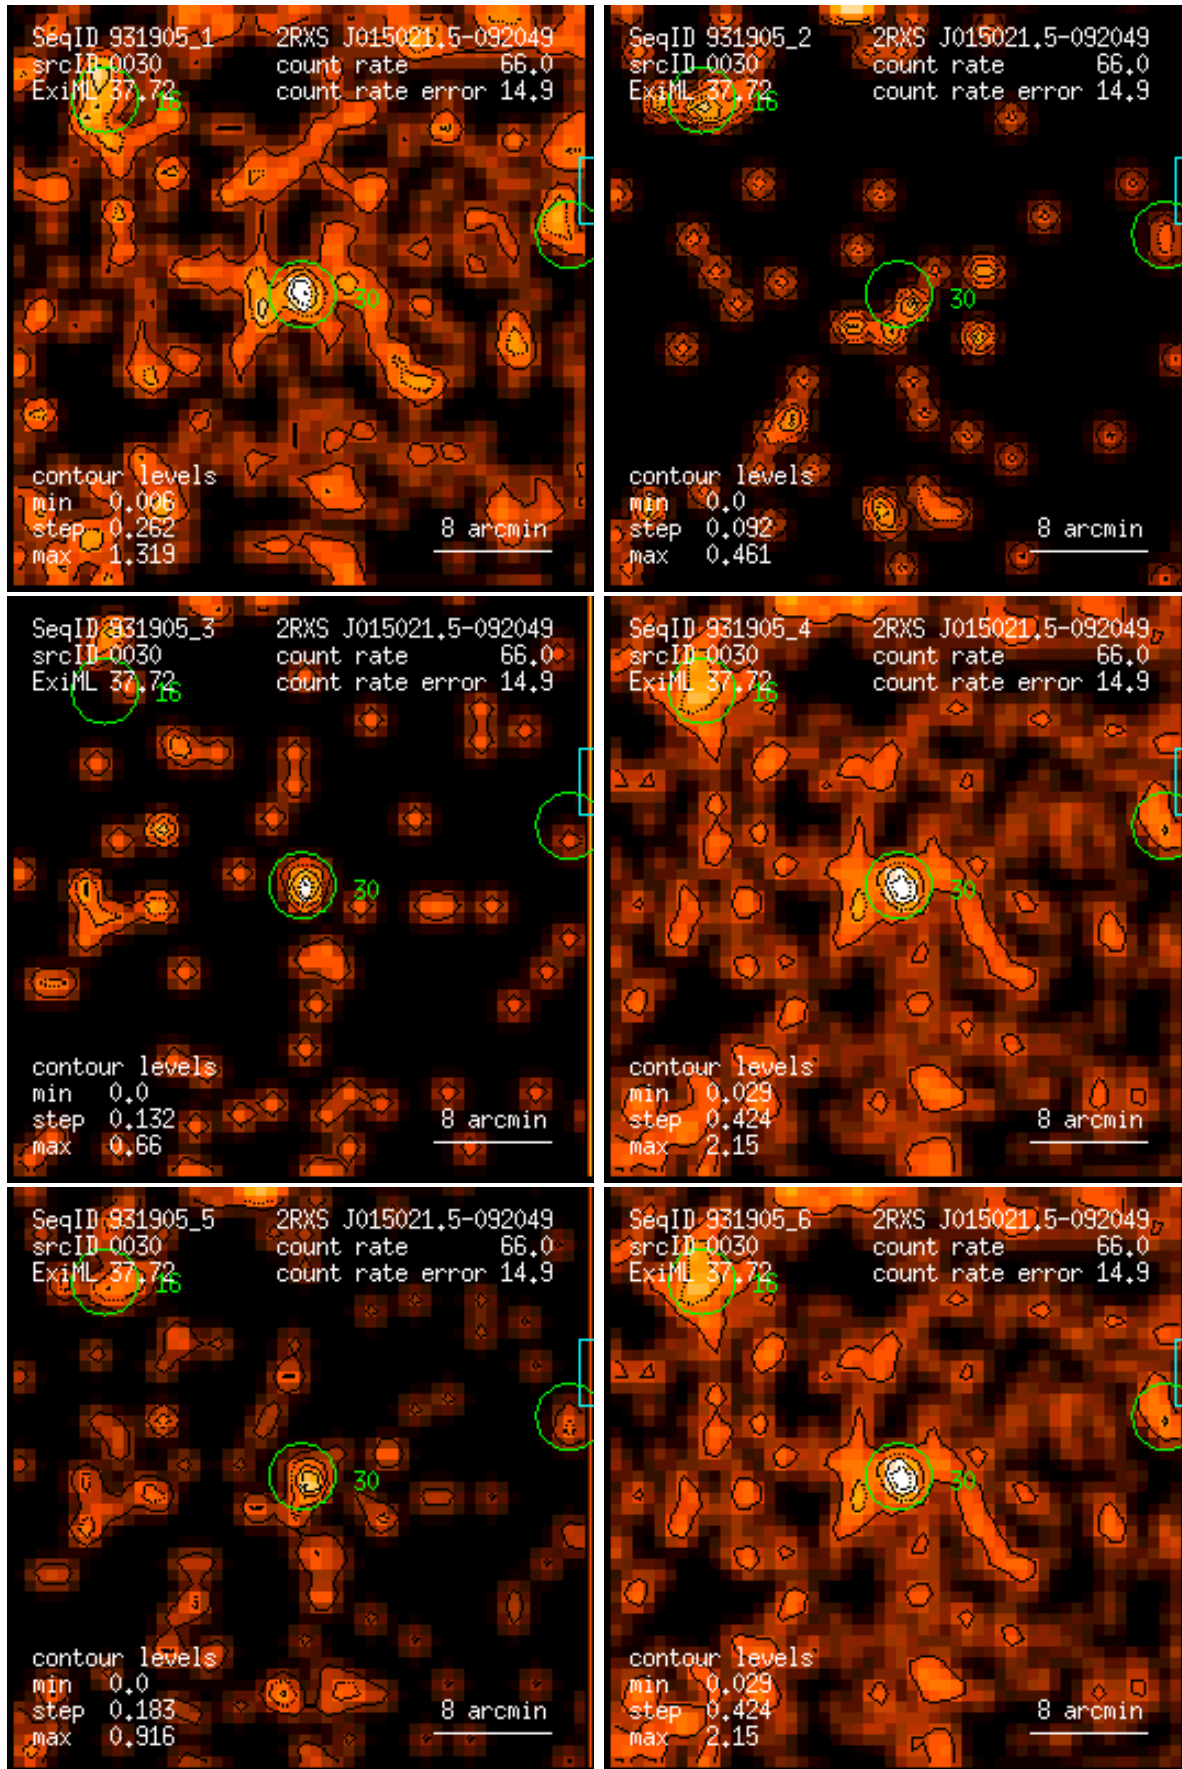 SeqID 931905_1 2RXS J015021.5-092049
srcID 0030 count rate 66.0
ExiML 37.72 count rate error 14.9
16
30
contour levels
min 0.006
step 0.262
max 1.319
8 arcmin
SeqID 931905_2 2RXS J015021.5-092049
srcID 0030 count rate 66.0
ExiML 37.72 count rate error 14.9
16
30
contour levels
min 0.0
step 0.092
max 0.461
8 arcmin
SeqID 931905_3 2RXS J015021.5-092049
srcID 0030 count rate 66.0
ExiML 37.72 count rate error 14.9
16
30
contour levels
min 0.0
step 0.132
max 0.66
8 arcmin
SeqID 931905_4 2RXS J015021.5-092049
srcID 0030 count rate 66.0
ExiML 37.72 count rate error 14.9
16
30
contour levels
min 0.029
step 0.424
max 2.15
8 arcmin
SeqID 931905_5 2RXS J015021.5-092049
srcID 0030 count rate 66.0
ExiML 37.72 count rate error 14.9
16
30
contour levels
min 0.0
step 0.183
max 0.916
8 arcmin
SeqID 931905_6 2RXS J015021.5-092049
srcID 0030 count rate 66.0
ExiML 37.72 count rate error 14.9
16
30
contour levels
min 0.029
step 0.424
max 2.15
8 arcmin